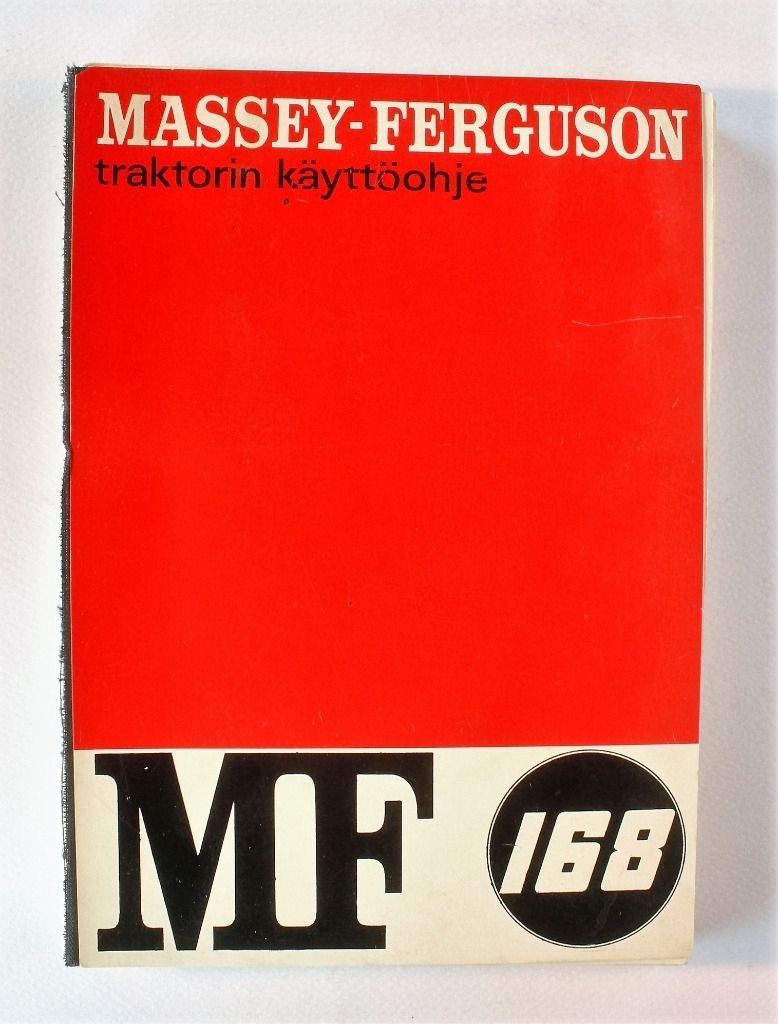 MASSEY-FERGUSON
traktorin käyttöohje
MF
168